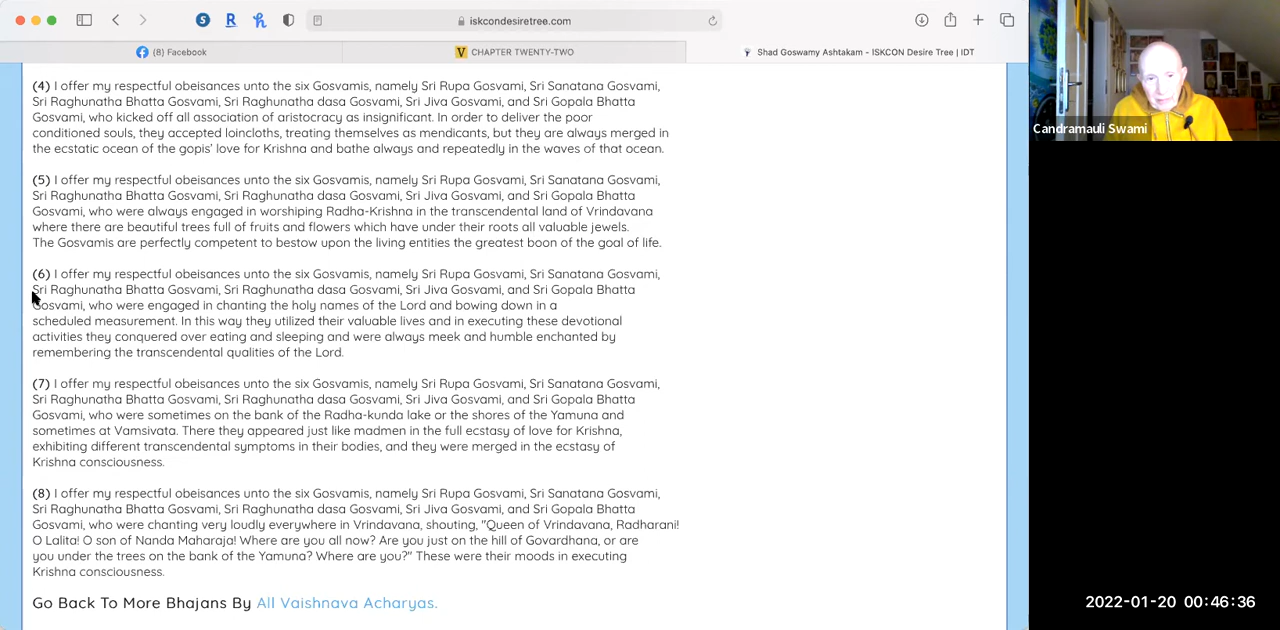 iskcondesiretree.com
(8) Facebook
CHAPTER TWENTY-TWO
Shad Goswamy Ashtakam - ISKCON Desire Tree | IDT
Candramauli Swami
(4) I offer my respectful obeisances unto the six Gosvamis, namely Sri Rupa Gosvami, Sri Sanatana Gosvami,
Sri Raghunatha Bhatta Gosvami, Sri Raghunatha dasa Gosvami, Sri Jiva Gosvami, and Sri Gopala Bhatta
Gosvami, who kicked off all association of aristocracy as insignificant. In order to deliver the poor
conditioned souls, they accepted loincloths, treating themselves as mendicants, but they are always merged in
the ecstatic ocean of the gopis' love for Krishna and bathe always and repeatedly in the waves of that ocean.
(5) I offer my respectful obeisances unto the six Gosvamis, namely Sri Rupa Gosvami, Sri Sanatana Gosvami,
Sri Raghunatha Bhatta Gosvami, Sri Raghunatha dasa Gosvami, Sri Jiva Gosvami, and Sri Gopala Bhatta
Gosvami, who were always engaged in worshiping Radha-Krishna in the transcendental land of Vrindavana
where there are beautiful trees full of fruits and flowers which have under their roots all valuable jewels.
The Gosvamis are perfectly competent to bestow upon the living entities the greatest boon of the goal of life.
(6) I offer my respectful obeisances unto the six Gosvamis, namely Sri Rupa Gosvami, Sri Sanatana Gosvami,
Sri Raghunatha Bhatta Gosvami, Sri Raghunatha dasa Gosvami, Sri Jiva Gosvami, and Sri Gopala Bhatta
Gosvami, who were engaged in chanting the holy names of the Lord and bowing down in a
scheduled measurement. In this way they utilized their valuable lives and in executing these devotional
activities they conquered over eating and sleeping and were always meek and humble enchanted by
remembering the transcendental qualities of the Lord.
(7) I offer my respectful obeisances unto the six Gosvamis, namely Sri Rupa Gosvami, Sri Sanatana Gosvami,
Sri Raghunatha Bhatta Gosvami, Sri Raghunatha dasa Gosvami, Sri Jiva Gosvami, and Sri Gopala Bhatta
Gosvami, who were sometimes on the bank of the Radha-kunda lake or the shores of the Yamuna and
sometimes at Vamsivata. There they appeared just like madmen in the full ecstasy of love for Krishna,
exhibiting different transcendental symptoms in their bodies, and they were merged in the ecstasy of
Krishna consciousness.
(8) I offer my respectful obeisances unto the six Gosvamis, namely Sri Rupa Gosvami, Sri Sanatana Gosvami,
Sri Raghunatha Bhatta Gosvami, Sri Raghunatha dasa Gosvami, Sri Jiva Gosvami, and Sri Gopala Bhatta
Gosvami, who were chanting very loudly everywhere in Vrindavana, shouting, "Queen of Vrindavana, Radharani!
O Lalita! O son of Nanda Maharaja! Where are you all now? Are you just on the hill of Govardhana, or are
you under the trees on the bank of the Yamuna? Where are you?" These were their moods in executing
Krishna consciousness.
Go Back To More Bhajans By All Vaishnava Acharyas.
2022-01-20 00:46:36